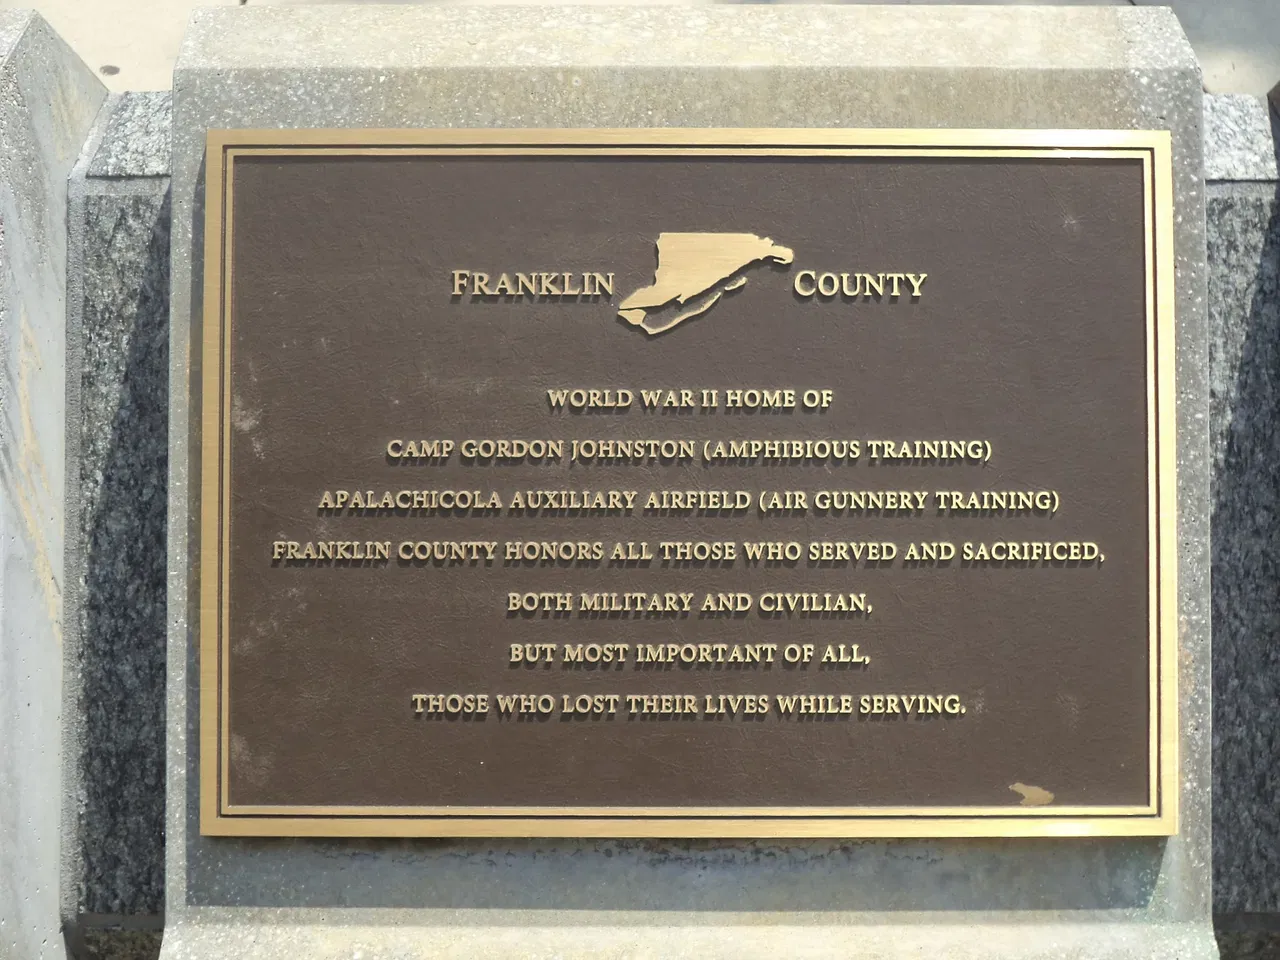 Franklin County
WORLD WAR II HOME OF
CAMP GORDON JOHNSTON (AMPHIBIOUS TRAINING)
APALACHICOLA AUXILIARY AIRFIELD (AIR GUNNERY TRAINING)
FRANKLIN COUNTY HONORS ALL THOSE WHO SERVED AND SACRIFICED,
BOTH MILITARY AND CIVILIAN,
BUT MOST IMPORTANT OF ALL,
THOSE WHO LOST THEIR LIVES WHILE SERVING.